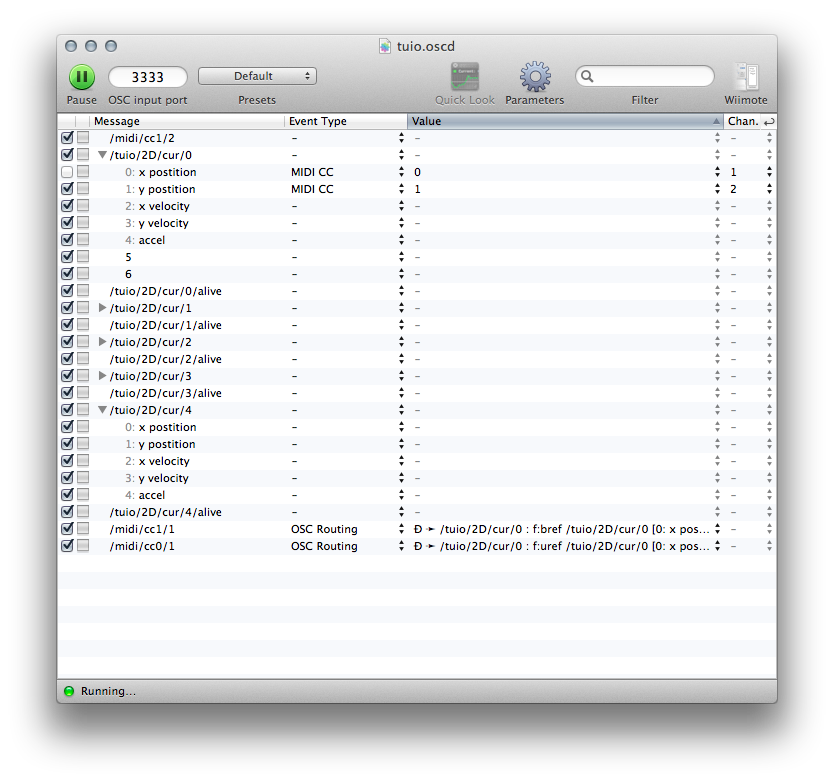 tuio.oscd
3333 Default
Pause OSC input port Presets Quick Look Parameters Filter Wiimote
Message Event Type Value Chan.
/midi/cc1/2 – – –
/tuio/2D/cur/0 – – –
0: x postition MIDI CC 0 1
1: y postition MIDI CC 1 2
2: x velocity – – –
3: y velocity – – –
4: accel – – –
5 – – –
6 – – –
/tuio/2D/cur/0/alive – – –
/tuio/2D/cur/1 – – –
/tuio/2D/cur/1/alive – – –
/tuio/2D/cur/2 – – –
/tuio/2D/cur/2/alive – – –
/tuio/2D/cur/3 – – –
/tuio/2D/cur/3/alive – – –
/tuio/2D/cur/4 – – –
0: x postition – – –
1: y postition – – –
2: x velocity – – –
3: y velocity – – –
4: accel – – –
/tuio/2D/cur/4/alive – – –
/midi/cc1/1 OSC Routing Ð ➛ /tuio/2D/cur/0 : f:bref /tuio/2D/cur/0 [0: x pos... –
/midi/cc0/1 OSC Routing Ð ➛ /tuio/2D/cur/0 : f:uref /tuio/2D/cur/0 [0: x pos... –
Running...